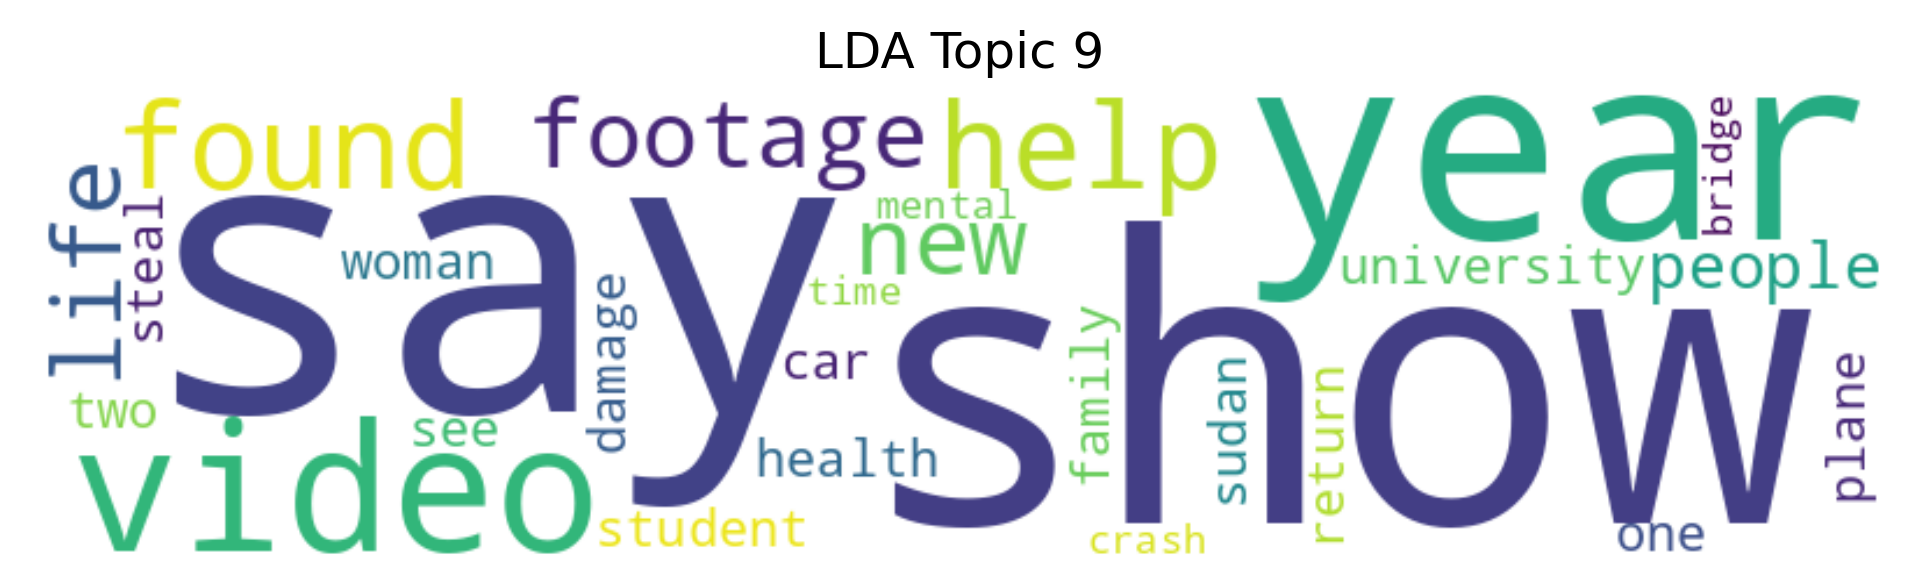 LDA Topic 9
found
footage
help
year
bridge
life
steal
say
woman
mental
new
university
people
time
damage
car
show
family
sudan
return
plane
two
see
video
health
student
crash
one